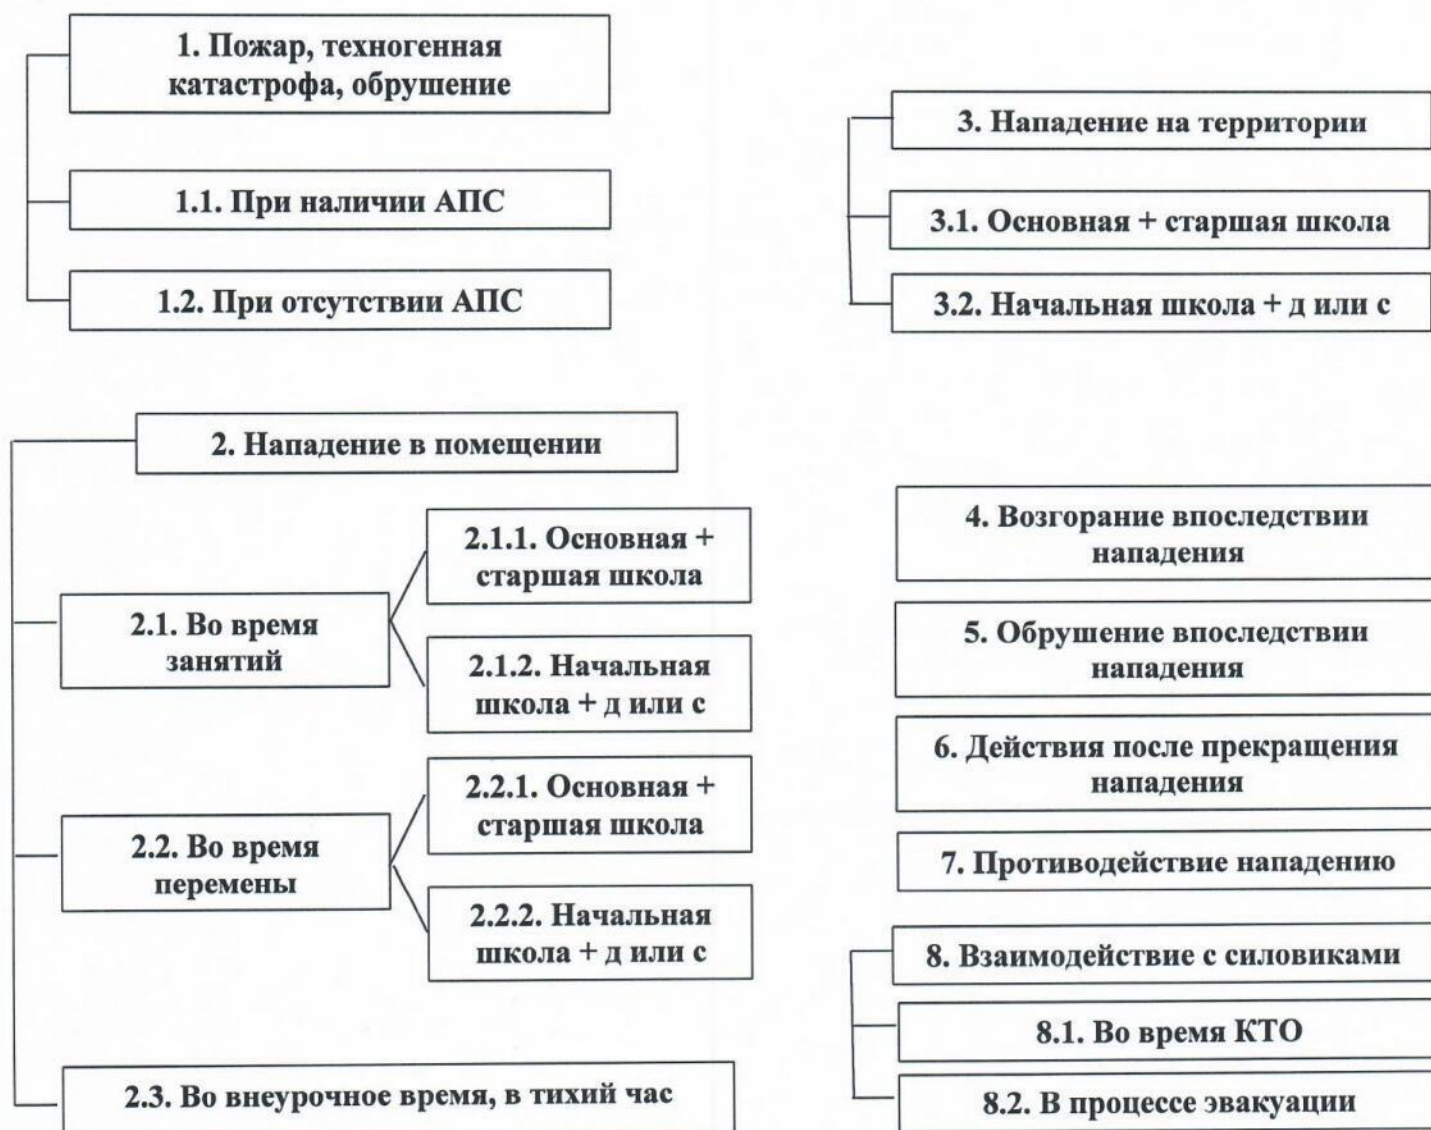 1. Пожар, техногенная
катастрофа, обрушение
1.1. При наличии АПС
1.2. При отсутствии АПС
2. Нападение в помещении
2.1. Во время
занятий
2.1.1. Основная +
старшая школа
2.1.2. Начальная
школа + д или с
2.2. Во время
перемены
2.2.1. Основная +
старшая школа
2.2.2. Начальная
школа + д или с
2.3. Во внеурочное время, в тихий час
3. Нападение на территории
3.1. Основная + старшая школа
3.2. Начальная школа + д или с
4. Возгорание впоследствии
нападения
5. Обрушение впоследствии
нападения
6. Действия после прекращения
нападения
7. Противодействие нападению
8. Взаимодействие с силовиками
8.1. Во время КТО
8.2. В процессе эвакуации